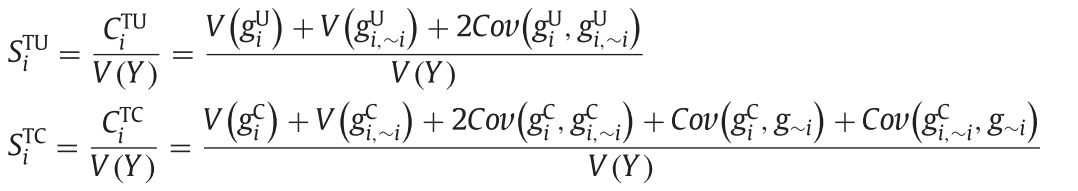 S_i^{TU} = \frac{C_i^{TU}}{V(Y)} = \frac{V(g_i^U) + V(g_{i,\sim i}^U) + 2Cov(g_i^U, g_{i,\sim i}^U)}{V(Y)}
S_i^{TC} = \frac{C_i^{TC}}{V(Y)} = \frac{V(g_i^C) + V(g_{i,\sim i}^C) + 2Cov(g_i^C, g_{i,\sim i}^C) + Cov(g_i^C, g_{\sim i}) + Cov(g_{i,\sim i}^C, g_{\sim i})}{V(Y)}